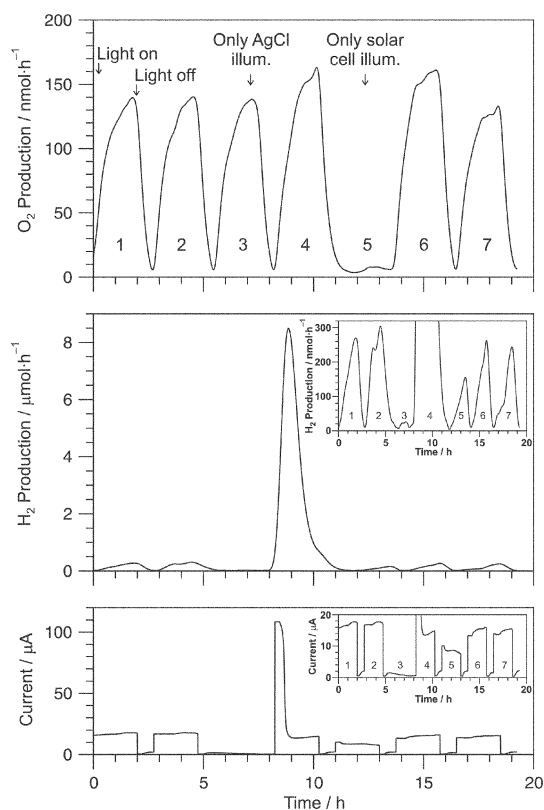 200
150
100
50
0
O₂ Production / nmol·h⁻¹
Light on
Light off
Only AgCl
illum.
Only solar
cell illum.
1 2 3 4 5 6 7
8
6
4
2
0
H₂ Production / μmol·h⁻¹
300
200
100
0
H₂ Production / nmol·h⁻¹
1 2 3 4 5 6 7
0 5 10 15 20
Time / h
100
50
0
Current / μA
20
10
0
Current / μA
1 2 3 4 5 6 7
0 5 10 15 20
Time / h
0 5 10 15 20
Time / h